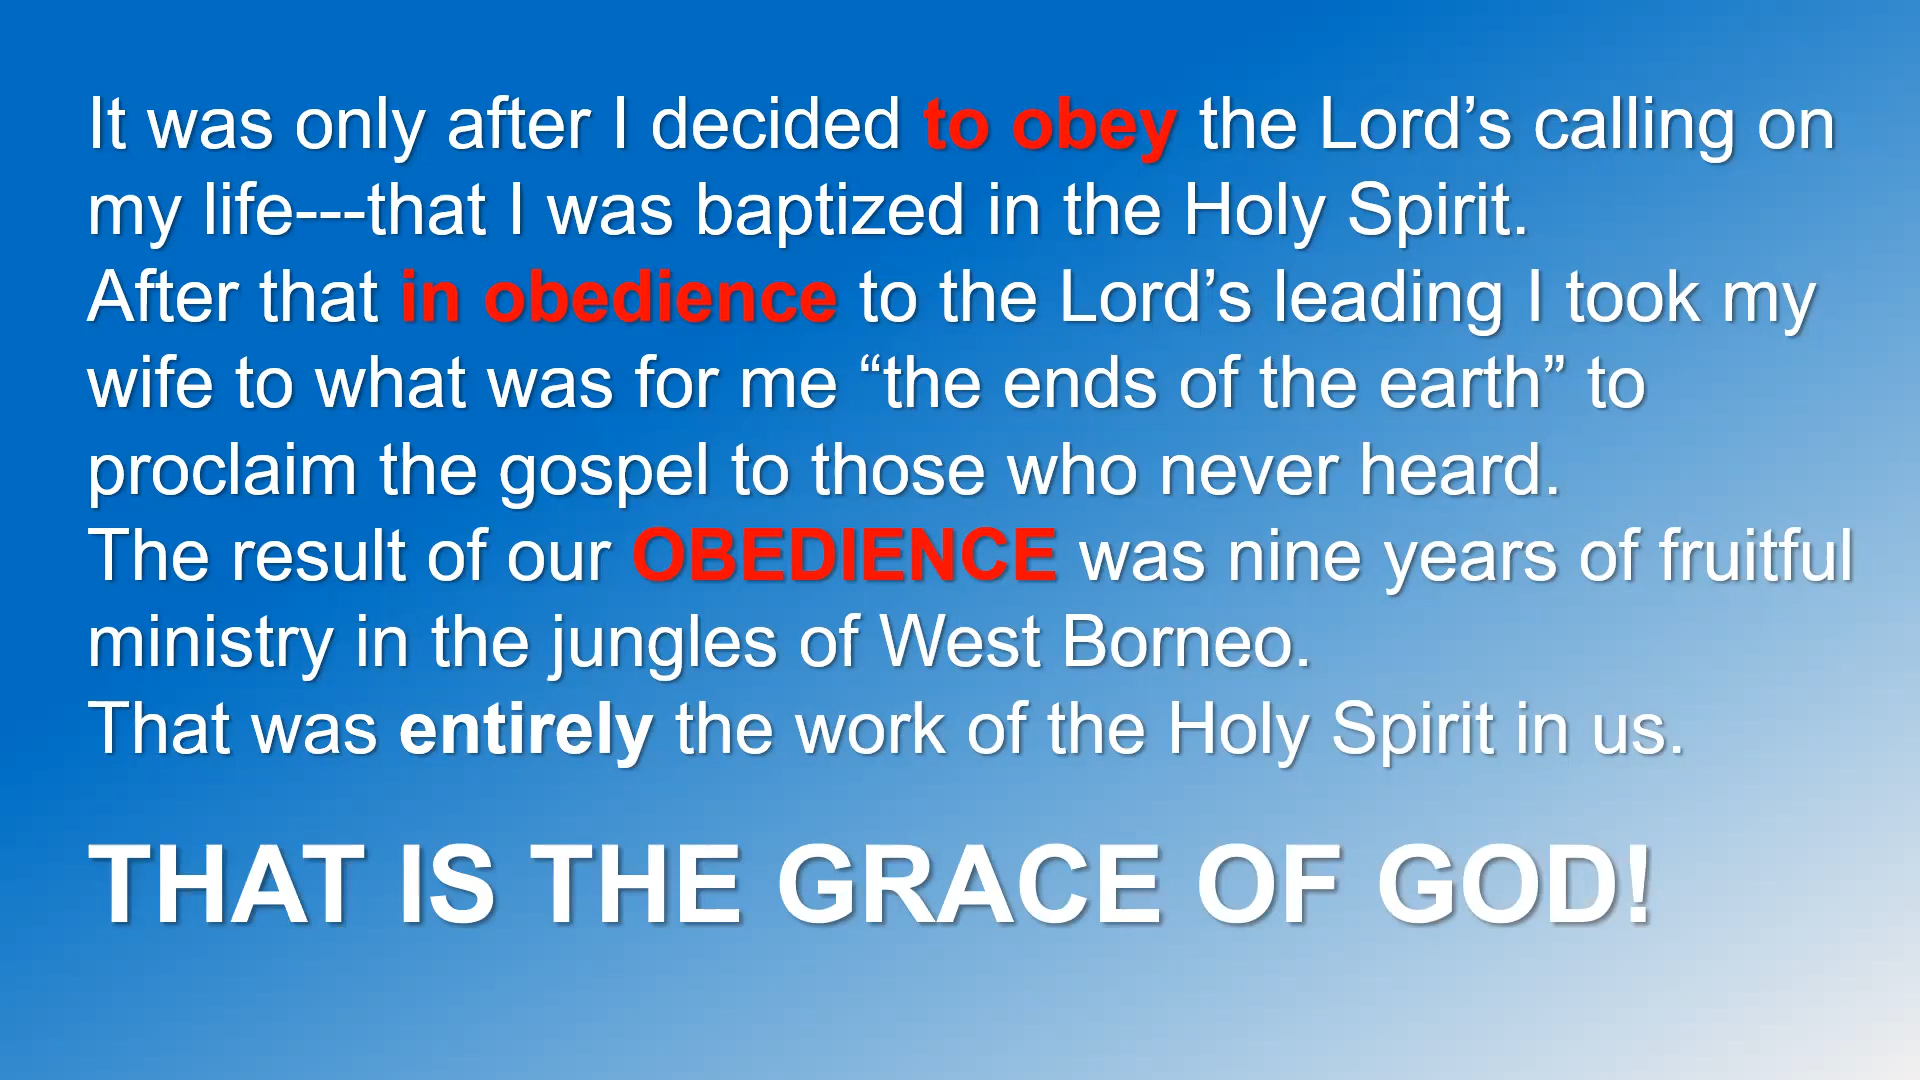 It was only after I decided to obey the Lord’s calling on
my life---that I was baptized in the Holy Spirit.
After that in obedience to the Lord’s leading I took my
wife to what was for me “the ends of the earth” to
proclaim the gospel to those who never heard.
The result of our OBEDIENCE was nine years of fruitful
ministry in the jungles of West Borneo.
That was entirely the work of the Holy Spirit in us.
THAT IS THE GRACE OF GOD!